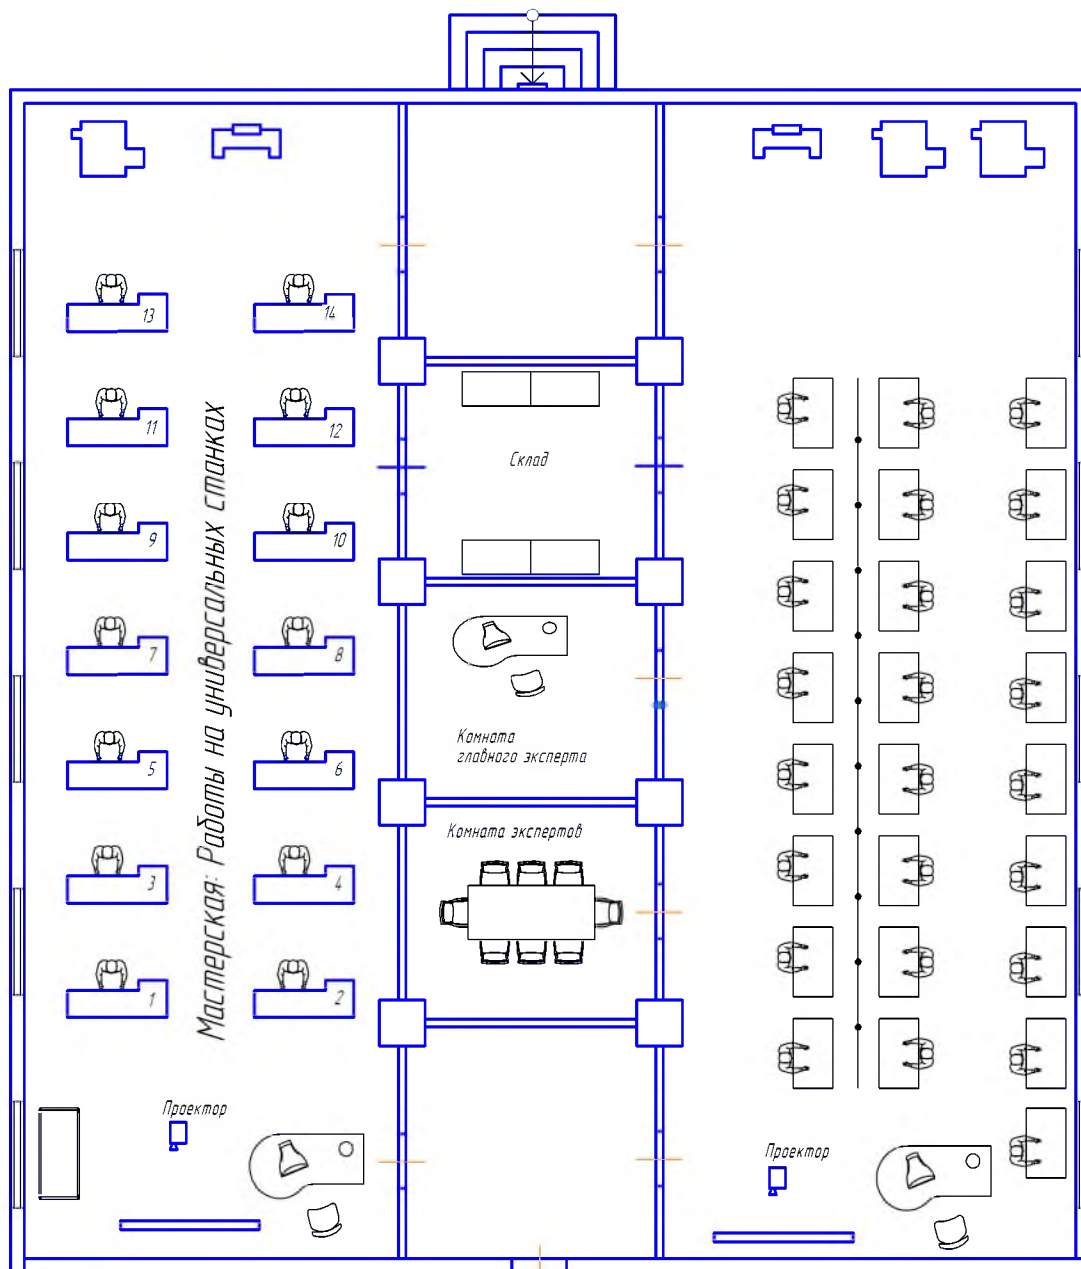 13
14
11
12
Склад
9
10
7
8
Мастерская: Работы на универсальных станках
Комната
главного эксперта
5
6
Комната экспертов
3
4
1
2
Проектор
Проектор